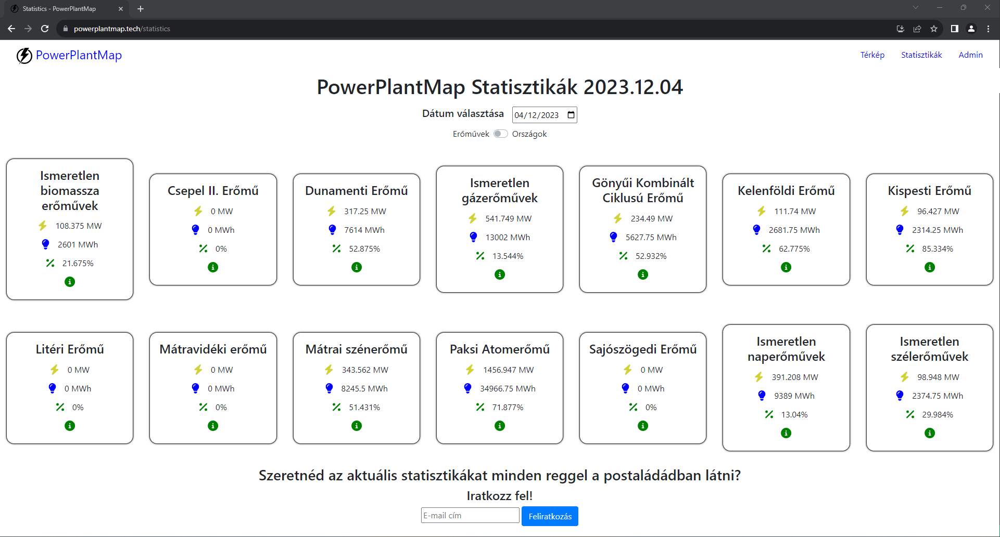 Statistics - PowerPlantMap
powerplantmap.tech/statistics
PowerPlantMap
Térkép
Statisztikák
Admin
PowerPlantMap Statisztikák 2023.12.04
Dátum választása 04/12/2023
Erőművek Országok
Ismeretlen
biomassza
erőművek
108.375 MW
2601 MWh
21.675%
Csepel II. Erőmű
0 MW
0 MWh
0%
Dunamenti Erőmű
317.25 MW
7614 MWh
52.875%
Ismeretlen
gázerőművek
541.749 MW
13002 MWh
13.544%
Gönyűi Kombinált
Ciklusú Erőmű
234.49 MW
5627.75 MWh
52.932%
Kelenföldi Erőmű
111.74 MW
2681.75 MWh
62.775%
Kispesti Erőmű
96.427 MW
2314.25 MWh
85.334%
Litéri Erőmű
0 MW
0 MWh
0%
Mátravidéki erőmű
0 MW
0 MWh
0%
Mátrai szénerőmű
343.562 MW
8245.5 MWh
51.431%
Paksi Atomerőmű
1456.947 MW
34966.75 MWh
71.877%
Sajószögedi Erőmű
0 MW
0 MWh
0%
Ismeretlen
naperőművek
391.208 MW
9389 MWh
13.04%
Ismeretlen
szélerőművek
98.948 MW
2374.75 MWh
29.984%
Szeretnéd az aktuális statisztikákat minden reggel a postaládádban látni?
Iratkozz fel!
E-mail cím
Feliratkozás